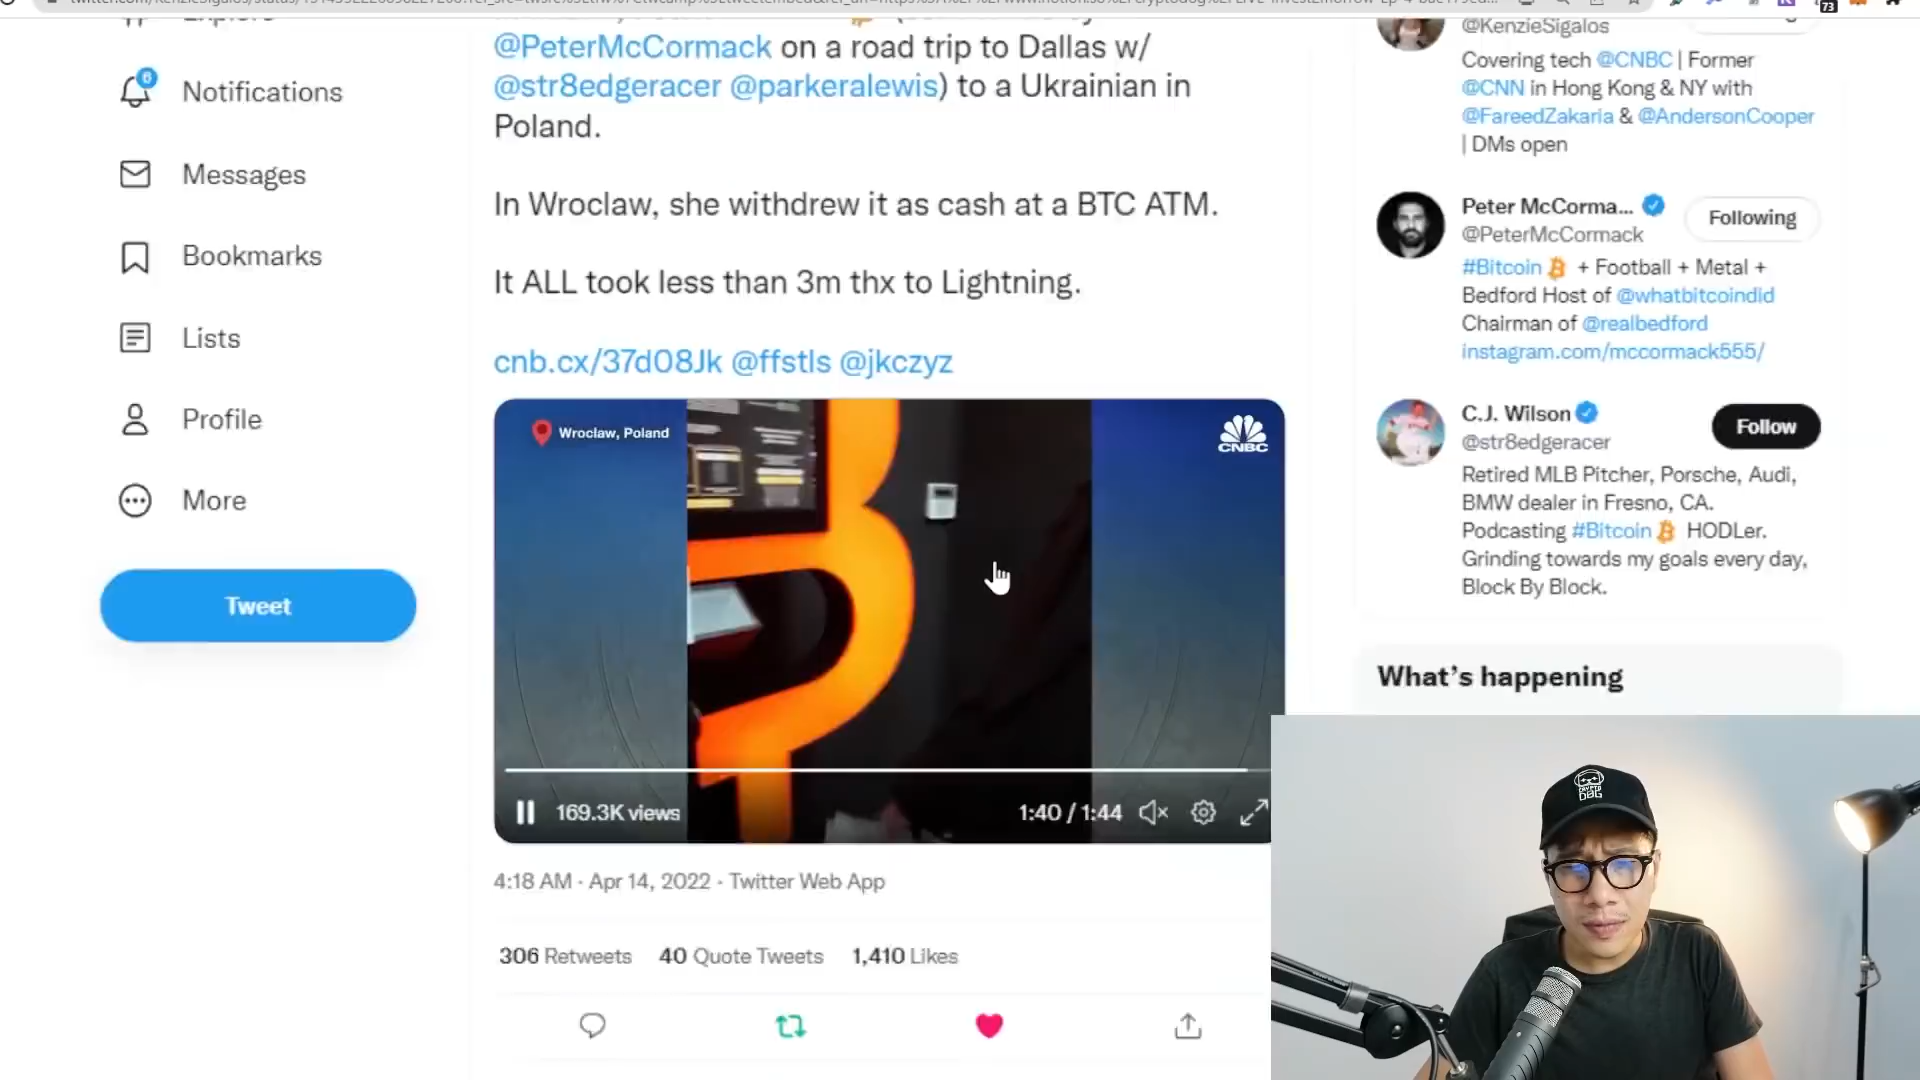 Explore
Notifications
6
Messages
Bookmarks
Lists
Profile
More
Tweet
@PeterMcCormack on a road trip to Dallas w/
@str8edgeracer @parkeralewis) to a Ukrainian in
Poland.
In Wroclaw, she withdrew it as cash at a BTC ATM.
It ALL took less than 3m thx to Lightning.
cnb.cx/37dO8Jk @ffstls @jkczyz
Wroclaw, Poland
CNBC
169.3K views
1:40 / 1:44
4:18 AM · Apr 14, 2022 · Twitter Web App
306 Retweets 40 Quote Tweets 1,410 Likes
73
@KenzieSigalos
Covering tech @CNBC | Former
@CNN in Hong Kong & NY with
@FareedZakaria & @AndersonCooper
| DMs open
Peter McCorma...
Following
@PeterMcCormack
#Bitcoin + Football + Metal +
Bedford Host of @whatbitcoindid
Chairman of @realbedford
instagram.com/mccormack555/
C.J. Wilson
Follow
@str8edgeracer
Retired MLB Pitcher, Porsche, Audi,
BMW dealer in Fresno, CA.
Podcasting #Bitcoin HODLer.
Grinding towards my goals every day,
Block By Block.
What's happening
CRYPTO
DOG